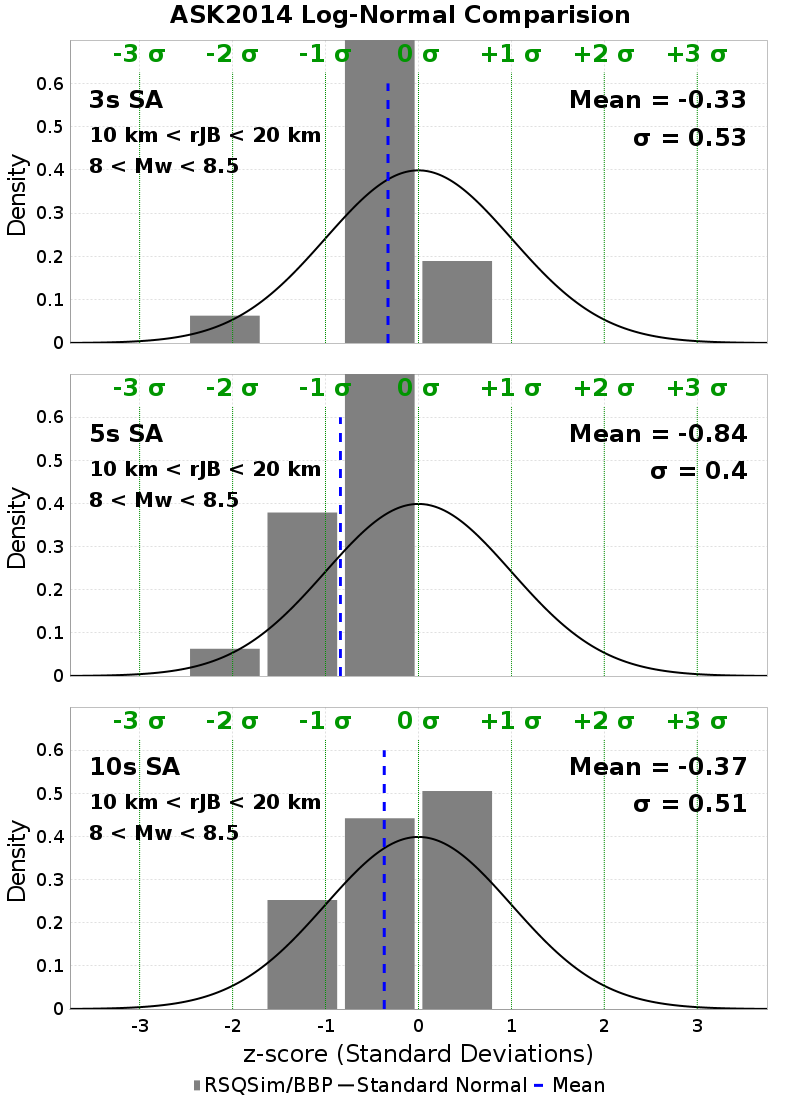 ASK2014 Log-Normal Comparision
-3 σ -2 σ -1 σ 0 σ +1 σ +2 σ +3 σ
3s SA
10 km < rJB < 20 km
8 < Mw < 8.5
Mean = -0.33
σ = 0.53
Density
0.6
0.5
0.4
0.3
0.2
0.1
0
-3 σ -2 σ -1 σ 0 σ +1 σ +2 σ +3 σ
5s SA
10 km < rJB < 20 km
8 < Mw < 8.5
Mean = -0.84
σ = 0.4
Density
0.6
0.5
0.4
0.3
0.2
0.1
0
-3 σ -2 σ -1 σ 0 σ +1 σ +2 σ +3 σ
10s SA
10 km < rJB < 20 km
8 < Mw < 8.5
Mean = -0.37
σ = 0.51
Density
0.6
0.5
0.4
0.3
0.2
0.1
0
-3 -2 -1 0 1 2 3
z-score (Standard Deviations)
RSQSim/BBP Standard Normal Mean